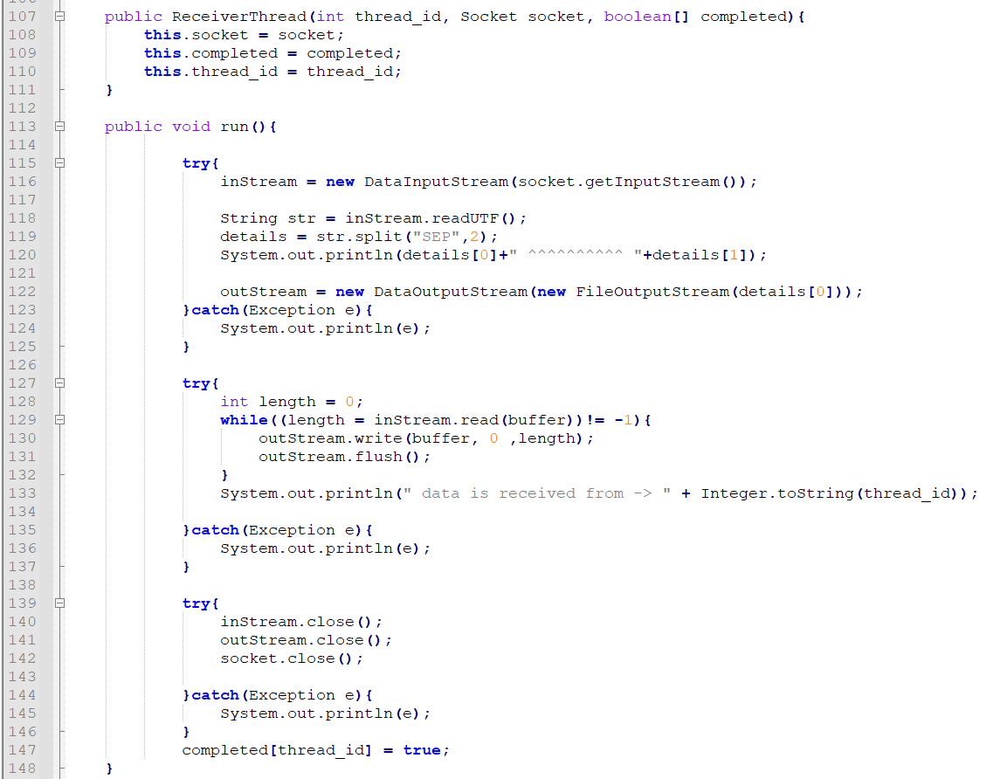 107 public ReceiverThread(int thread_id, Socket socket, boolean[] completed){
108 this.socket = socket;
109 this.completed = completed;
110 this.thread_id = thread_id;
111 }
112
113 public void run(){
114
115 try{
116 inStream = new DataInputStream(socket.getInputStream());
117
118 String str = inStream.readUTF();
119 details = str.split("SEP",2);
120 System.out.println(details[0]+" ^^^^^^^^^^ "+details[1]);
121
122 outStream = new DataOutputStream(new FileOutputStream(details[0]));
123 }catch(Exception e){
124 System.out.println(e);
125 }
126
127 try{
128 int length = 0;
129 while((length = inStream.read(buffer))!= -1){
130 outStream.write(buffer, 0 ,length);
131 outStream.flush();
132 }
133 System.out.println(" data is received from -> " + Integer.toString(thread_id));
134
135 }catch(Exception e){
136 System.out.println(e);
137 }
138
139 try{
140 inStream.close();
141 outStream.close();
142 socket.close();
143
144 }catch(Exception e){
145 System.out.println(e);
146 }
147 completed[thread_id] = true;
148 }